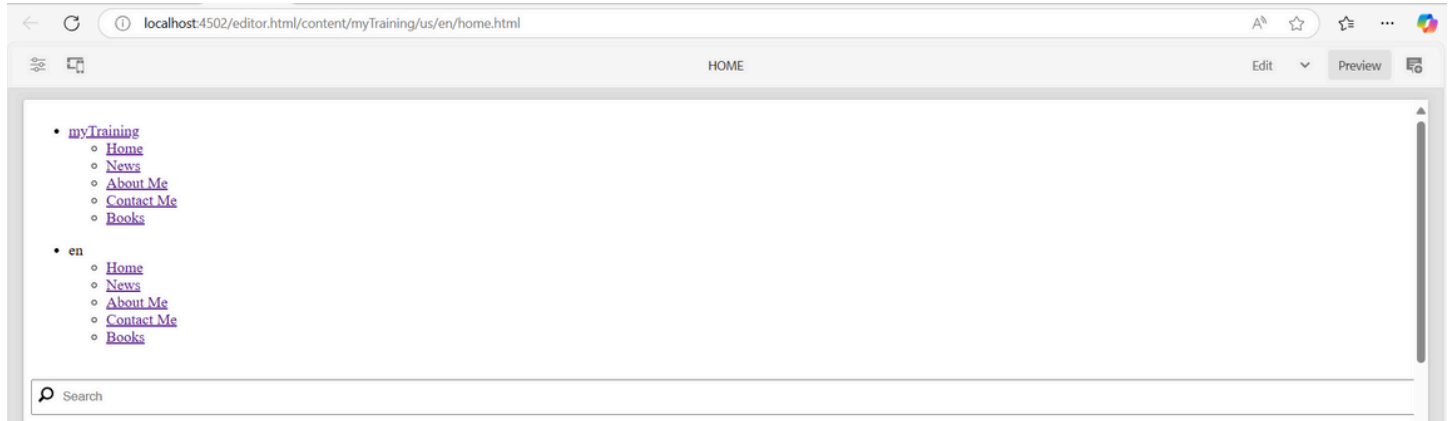 localhost:4502/editor.html/content/myTraining/us/en/home.html
HOME Edit Preview
myTraining
Home
News
About Me
Contact Me
Books
en
Home
News
About Me
Contact Me
Books
Search